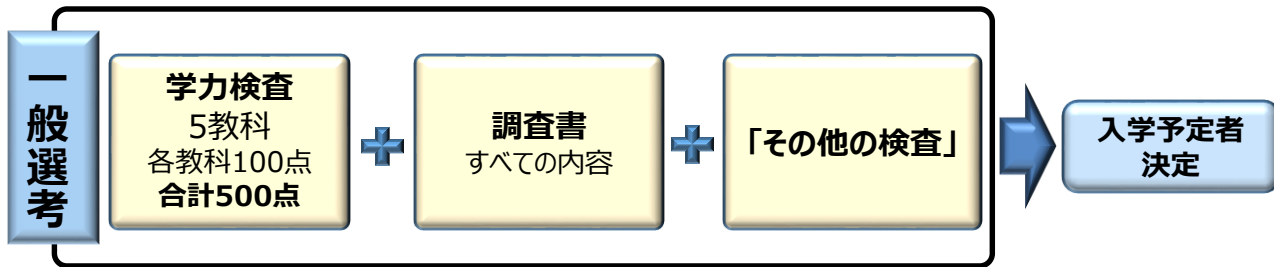 一般選考
学力検査
5教科
各教科100点
合計500点
調査書
すべての内容
「その他の検査」
入学予定者
決定